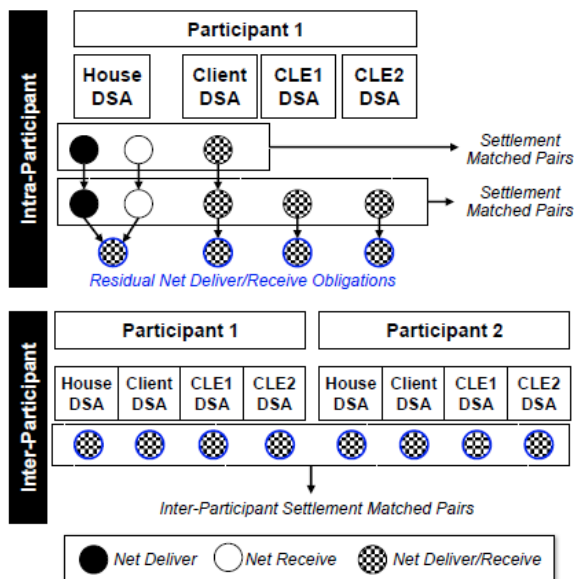 Intra-Participant
Participant 1
House DSA
Client DSA
CLE1 DSA
CLE2 DSA
Settlement
Matched Pairs
Settlement
Matched Pairs
Residual Net Deliver/Receive Obligations
Inter-Participant
Participant 1
Participant 2
House DSA
Client DSA
CLE1 DSA
CLE2 DSA
House DSA
Client DSA
CLE1 DSA
CLE2 DSA
Inter-Participant Settlement Matched Pairs
Net Deliver
Net Receive
Net Deliver/Receive